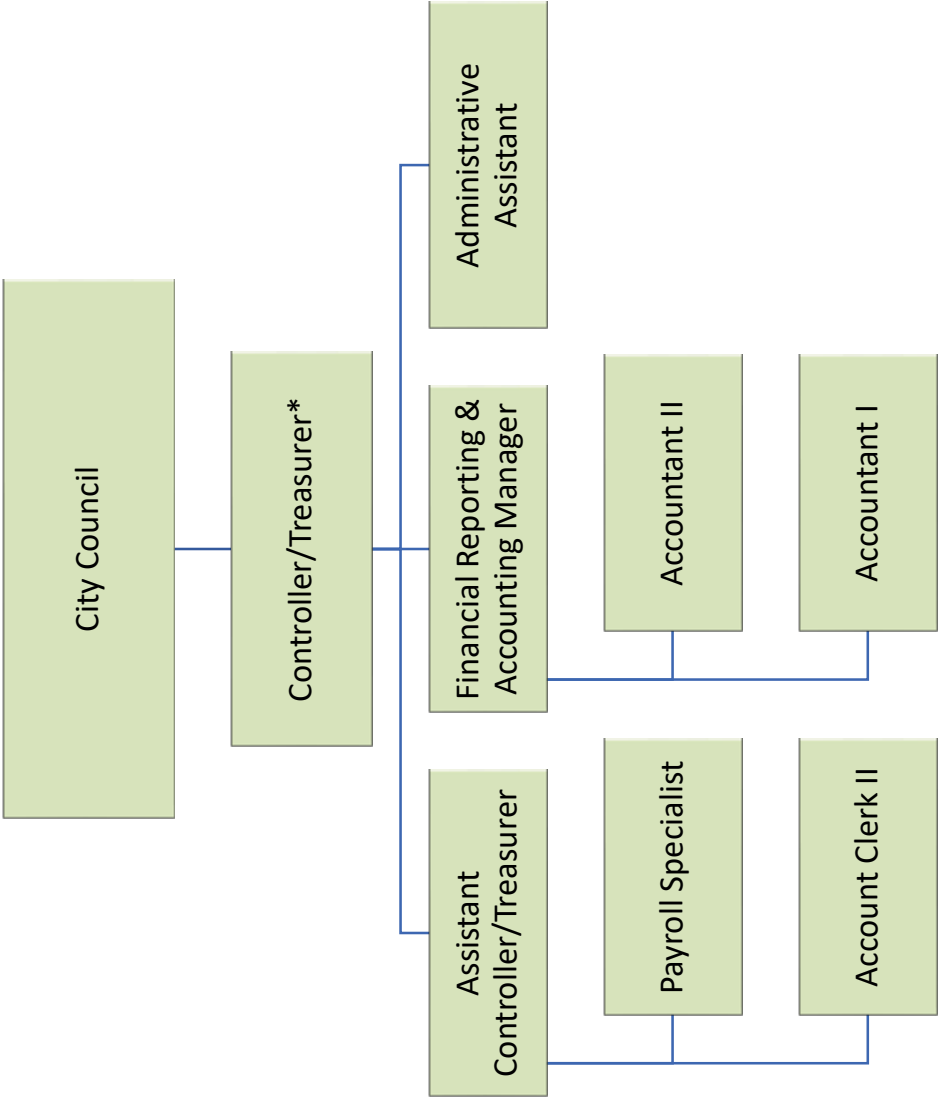 City Council
Controller/Treasurer*
Assistant
Controller/Treasurer
Financial Reporting &
Accounting Manager
Administrative
Assistant
Payroll Specialist
Accountant II
Account Clerk II
Accountant I